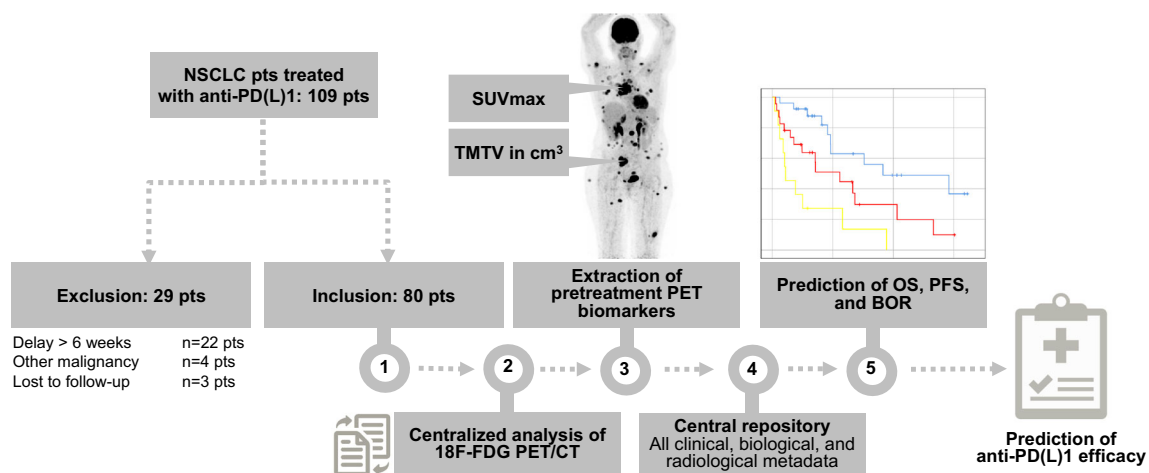 NSCLC pts treated
with anti-PD(L)1: 109 pts
SUVmax
TMTV in cm³
Exclusion: 29 pts
Delay > 6 weeks n=22 pts
Other malignancy n=4 pts
Lost to follow-up n=3 pts
Inclusion: 80 pts
Extraction of
pretreatment PET
biomarkers
Prediction of OS, PFS,
and BOR
1
2
3
4
5
Centralized analysis of
18F-FDG PET/CT
Central repository
All clinical, biological, and
radiological metadata
Prediction of
anti-PD(L)1 efficacy